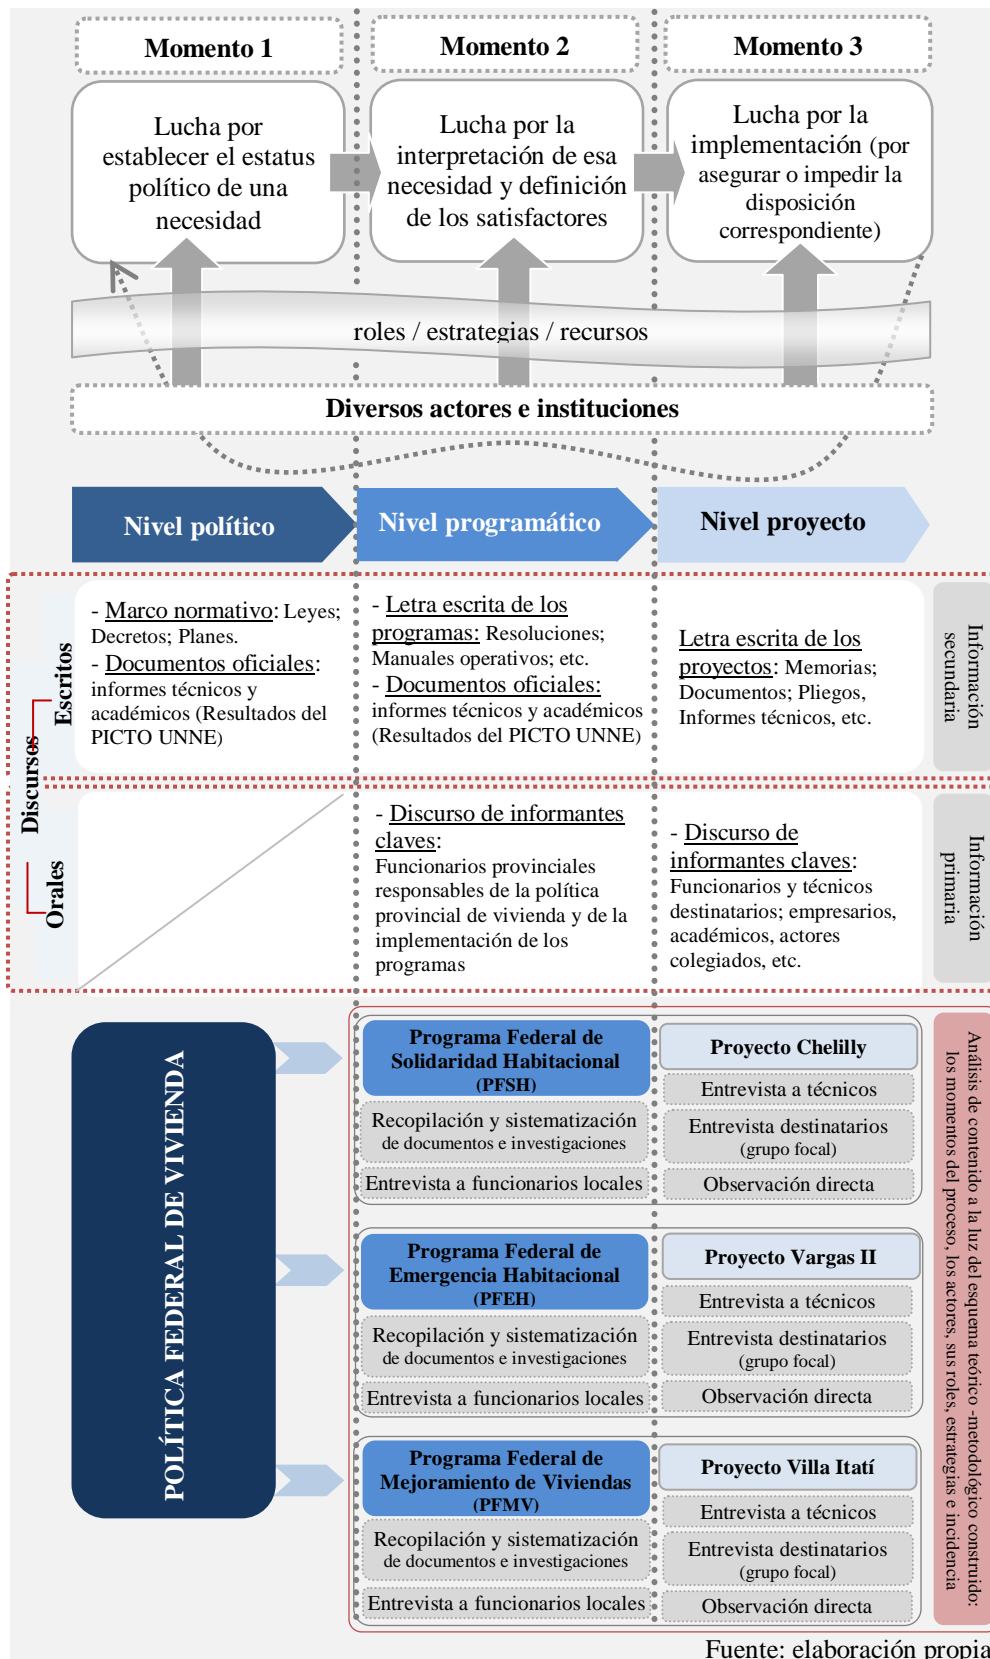 Momento 1
Momento 2
Momento 3
Lucha por
establecer el estatus
político de una
necesidad
Lucha por la
interpretación de esa
necesidad y definición
de los satisfactores
Lucha por la
implementación (por
asegurar o impedir la
disposición
correspondiente)
roles / estrategias / recursos
Diversos actores e instituciones
Nivel político
Nivel programático
Nivel proyecto
Discursos
Escritos
- Marco normativo: Leyes;
Decretos; Planes.
- Documentos oficiales:
informes técnicos y
académicos (Resultados del
PICTO UNNE)
- Letra escrita de los
programas: Resoluciones;
Manuales operativos; etc.
- Documentos oficiales:
informes técnicos y académicos
(Resultados del PICTO UNNE)
Letra escrita de los
proyectos: Memorias;
Documentos; Pliegos,
Informes técnicos, etc.
Información
secundaria
Orales
- Discurso de informantes
claves:
Funcionarios provinciales
responsables de la política
provincial de vivienda y de la
implementación de los
programas
- Discurso de
informantes claves:
Funcionarios y técnicos
destinatarios; empresarios,
académicos, actores
colegiados, etc.
Información
primaria
POLÍTICA FEDERAL DE VIVIENDA
Programa Federal de
Solidaridad Habitacional
(PFSH)
Recopilación y sistematización
de documentos e investigaciones
Entrevista a funcionarios locales
Proyecto Chelilly
Entrevista a técnicos
Entrevista destinatarios
(grupo focal)
Observación directa
Programa Federal de
Emergencia Habitacional
(PFEH)
Recopilación y sistematización
de documentos e investigaciones
Entrevista a funcionarios locales
Proyecto Vargas II
Entrevista a técnicos
Entrevista destinatarios
(grupo focal)
Observación directa
Programa Federal de
Mejoramiento de Viviendas
(PFMV)
Recopilación y sistematización
de documentos e investigaciones
Entrevista a funcionarios locales
Proyecto Villa Itatí
Entrevista a técnicos
Entrevista destinatarios
(grupo focal)
Observación directa
Análisis de contenido a la luz del esquema teórico -metodológico construido:
los momentos del proceso, los actores, sus roles, estrategias e incidencia
Fuente: elaboración propia